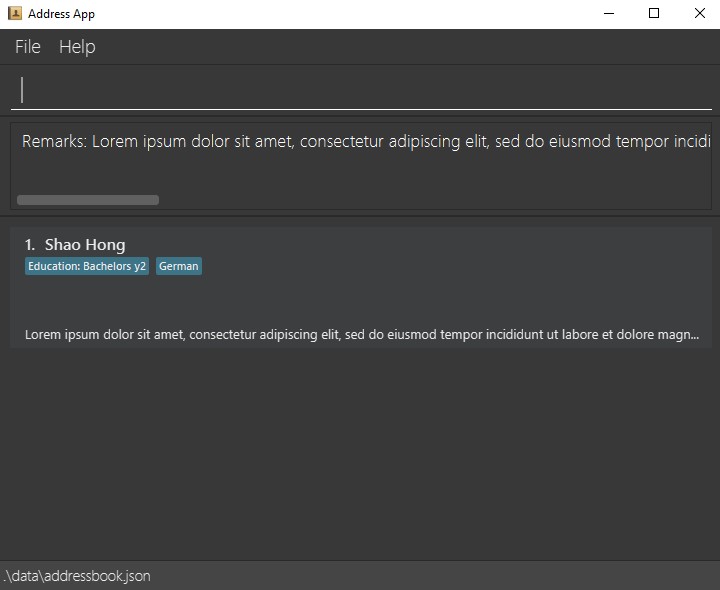 Address App
File Help
Remarks: Lorem ipsum dolor sit amet, consectetur adipiscing elit, sed do eiusmod tempor incidi
1. Shao Hong
Education: Bachelors y2 German
Lorem ipsum dolor sit amet, consectetur adipiscing elit, sed do eiusmod tempor incididunt ut labore et dolore magn...
.\data\addressbook.json